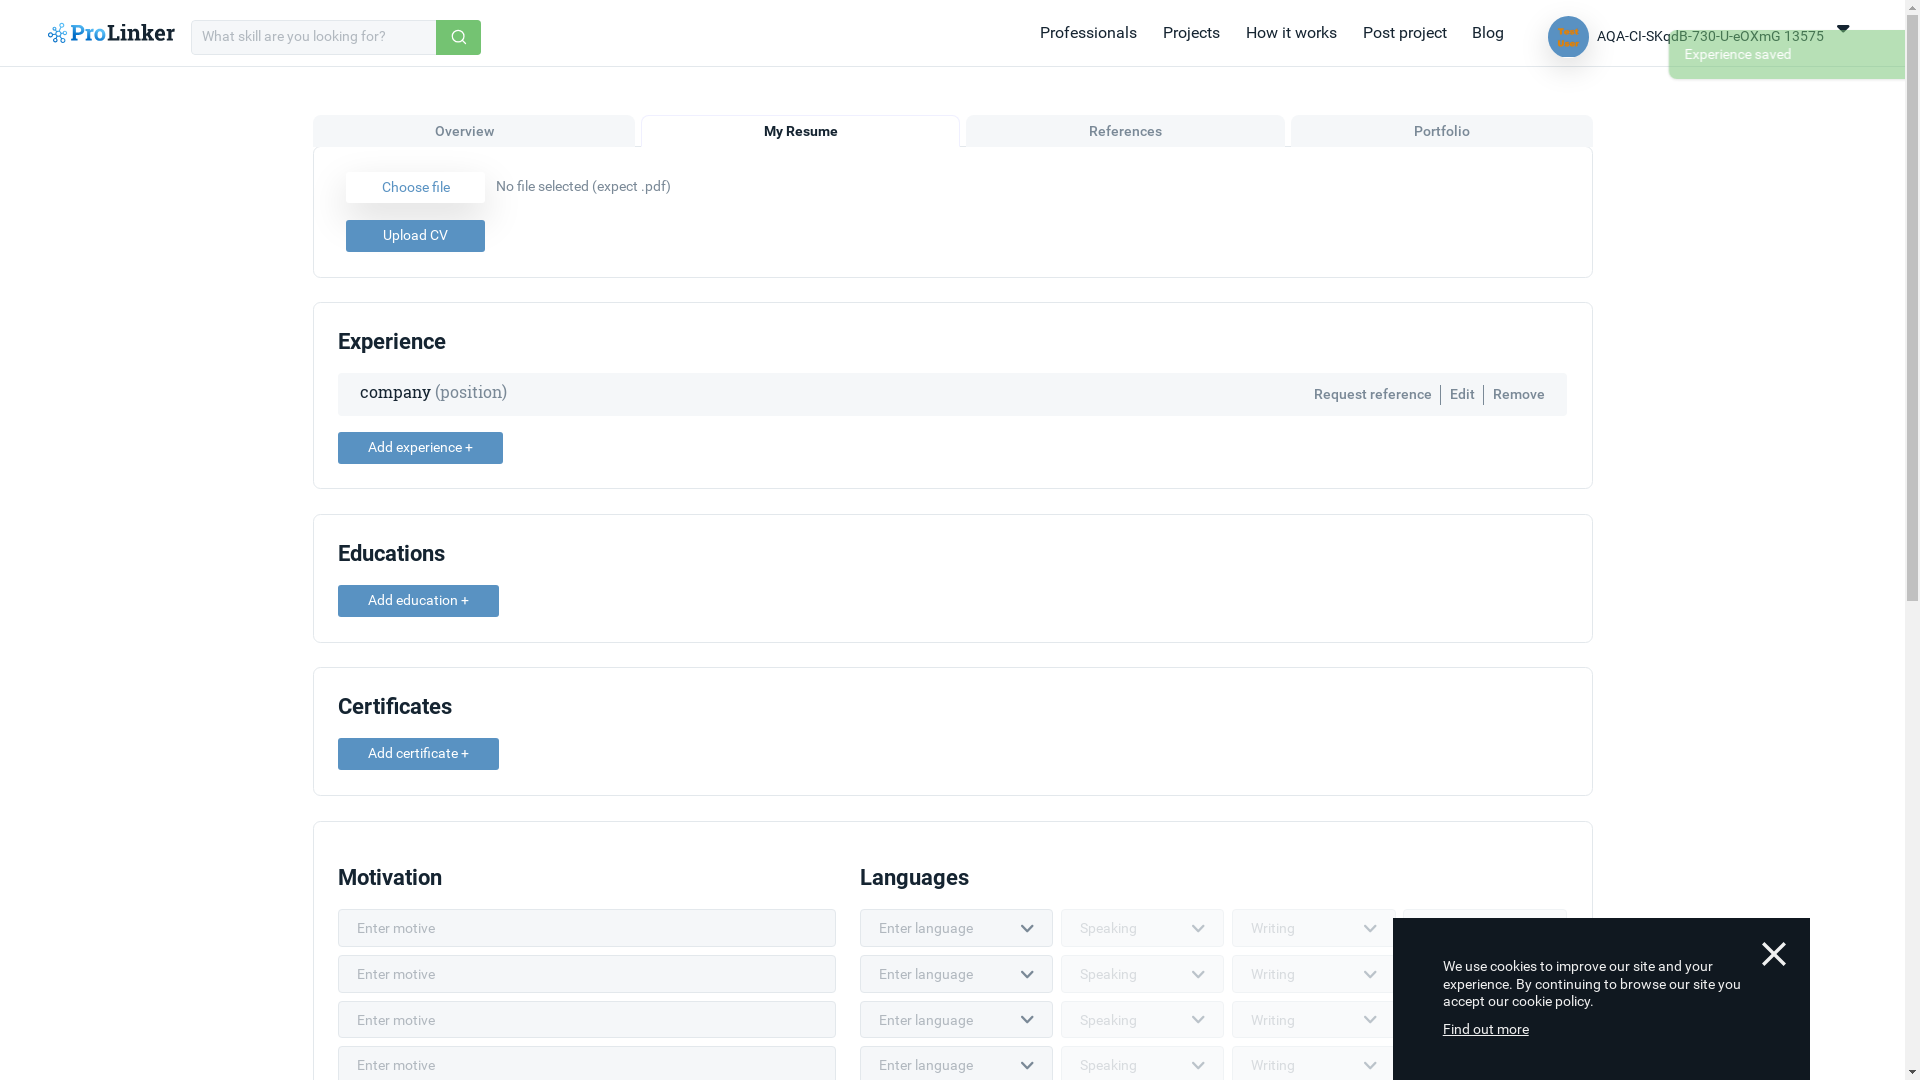 ProLinker
What skill are you looking for?
Professionals
Projects
How it works
Post project
Blog
Test
User
AQA-CI-SKqdB-730-U-eOXmG 13575
Experience saved
Overview
My Resume
References
Portfolio
Choose file
No file selected (expect .pdf)
Upload CV
Experience
company (position)
Request reference
Edit
Remove
Add experience +
Educations
Add education +
Certificates
Add certificate +
Motivation
Languages
Enter motive
Enter language
Speaking
Writing
Enter motive
Enter language
Speaking
Writing
Enter motive
Enter language
Speaking
Writing
Enter motive
Enter language
Speaking
Writing
We use cookies to improve our site and your
experience. By continuing to browse our site you
accept our cookie policy.
Find out more